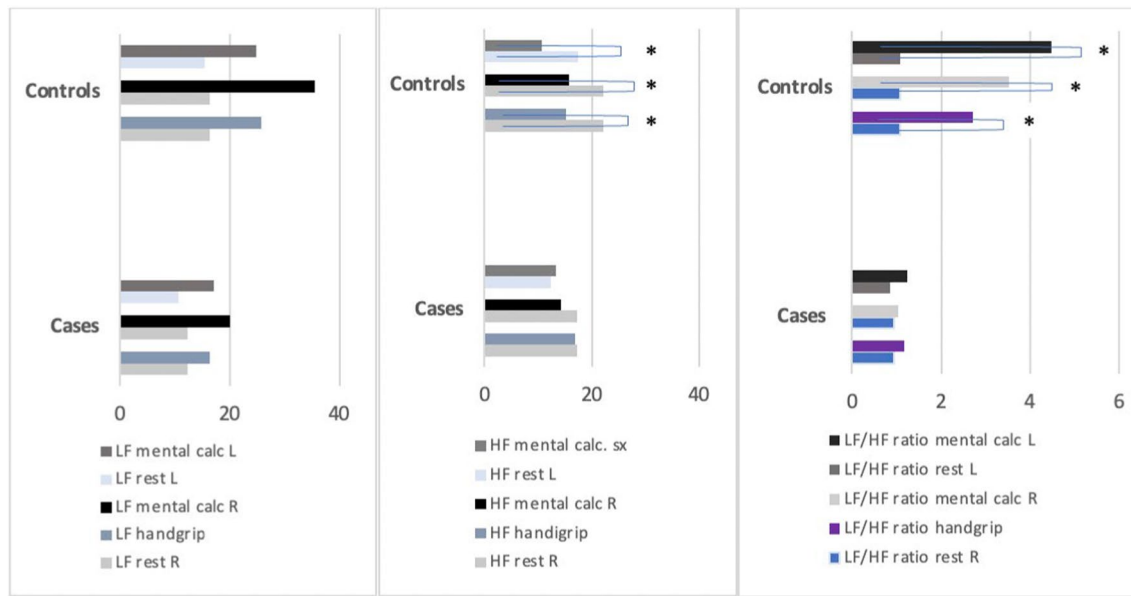 Controls
Cases
0 20 40
LF mental calc L
LF rest L
LF mental calc R
LF handgrip
LF rest R
Controls
*
*
*
Cases
0 20 40
HF mental calc. sx
HF rest L
HF mental calc R
HF handigrip
HF rest R
Controls
*
*
*
Cases
0 2 4 6
LF/HF ratio mental calc L
LF/HF ratio rest L
LF/HF ratio mental calc R
LF/HF ratio handgrip
LF/HF ratio rest R